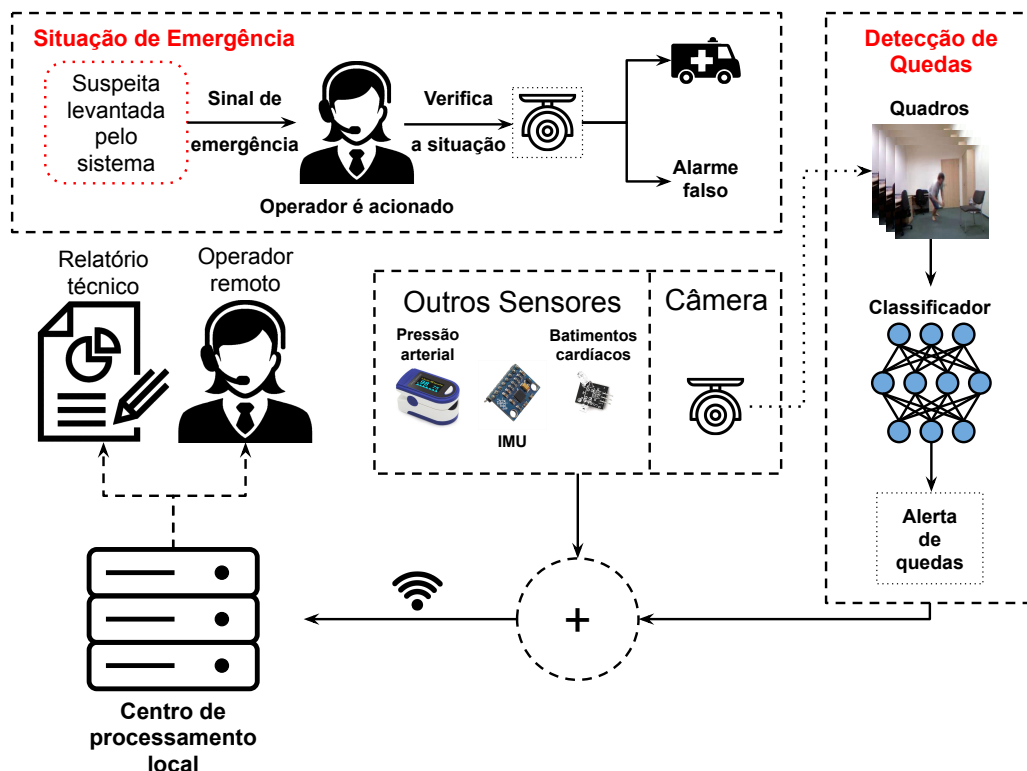 Situação de Emergência
Suspeita
levantada
pelo
sistema
Sinal de
emergência
Operador é acionado
Verifica
a situação
Alarme
falso
Detecção de
Quedas
Quadros
Classificador
Alerta
de
quedas
Relatório
técnico
Operador
remoto
Outros Sensores
Pressão
arterial
IMU
Batimentos
cardíacos
Câmera
+
Centro de
processamento
local